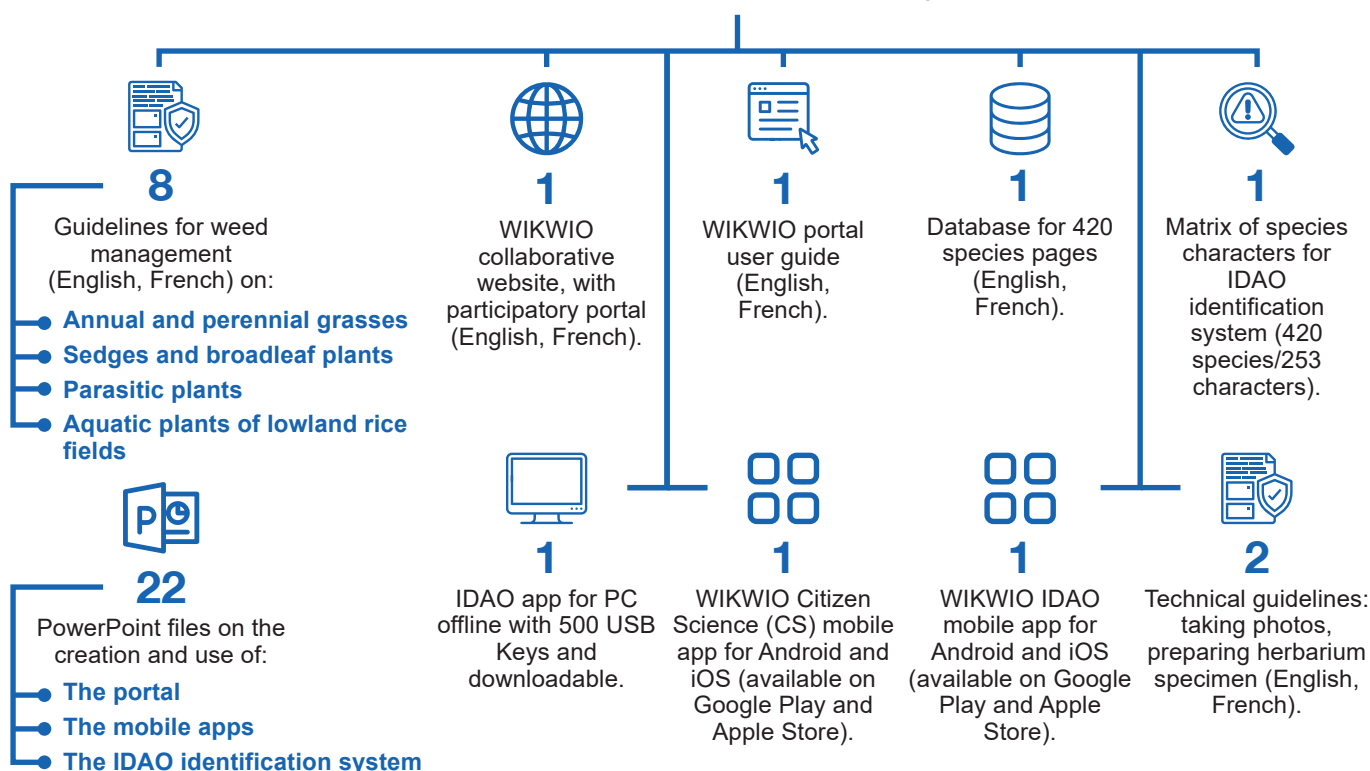 8
Guidelines for weed
management
(English, French) on:
Annual and perennial grasses
Sedges and broadleaf plants
Parasitic plants
Aquatic plants of lowland rice
fields
1
WIKWIO
collaborative
website, with
participatory portal
(English, French).
1
WIKWIO portal
user guide
(English,
French).
1
Database for 420
species pages
(English,
French).
1
Matrix of species
characters for
IDAO
identification
system (420
species/253
characters).
P
22
PowerPoint files on the
creation and use of:
The portal
The mobile apps
The IDAO identification system
1
IDAO app for PC
offline with 500 USB
Keys and
downloadable.
1
WIKWIO Citizen
Science (CS) mobile
app for Android and
iOS (available on
Google Play and
Apple Store).
1
WIKWIO IDAO
mobile app for
Android and iOS
(available on Google
Play and Apple
Store).
2
Technical guidelines:
taking photos,
preparing herbarium
specimen (English,
French).